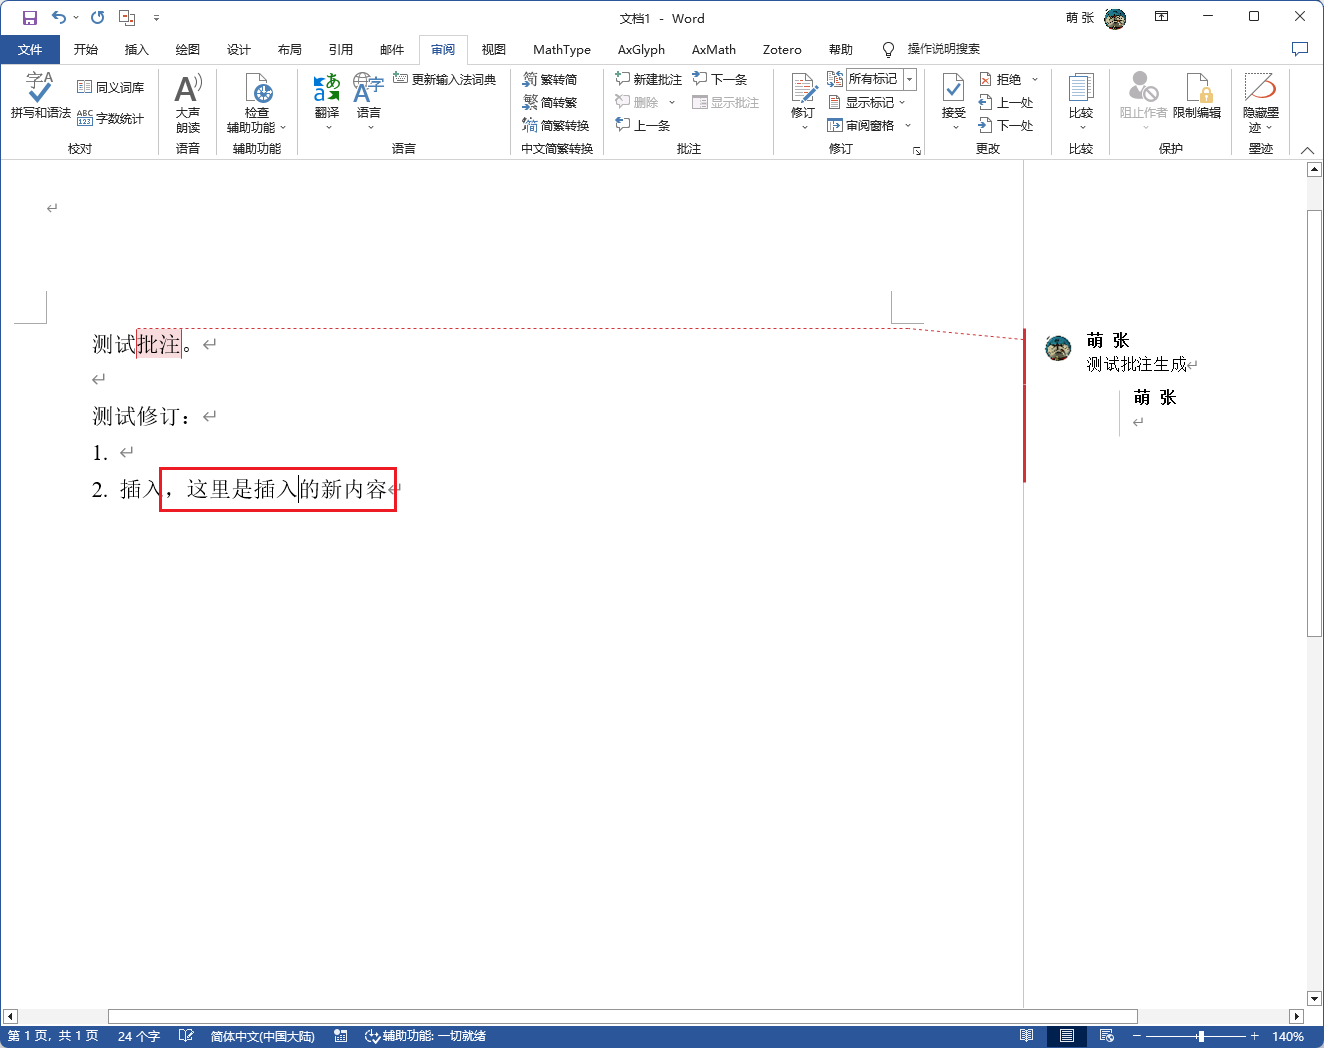 文档1 - Word
萌 张
文件 开始 插入 绘图 设计 布局 引用 邮件 审阅 视图 MathType AxGlyph AxMath Zotero 帮助 操作说明搜索
字A
拼写和语法
同义词库
ABC
123
字数统计
校对
A
大声
朗读
语音
检查
辅助功能
辅助功能
あ
a
翻译
字
A
语言
更新输入法词典
语言
简 繁转简
繁 简转繁
简 简繁转换
中文简繁转换
新建批注
删除
上一条
下一条
显示批注
批注
修订
所有标记
显示标记
审阅窗格
修订
接受
拒绝
上一处
下一处
更改
比较
比较
阻止作者
限制编辑
保护
隐藏墨
迹
墨迹
测试批注。
测试修订：
1.
2. 插入，这里是插入的新内容
萌 张
测试批注生成
萌 张
第 1 页，共 1 页 24 个字 简体中文(中国大陆) 辅助功能: 一切就绪 140%